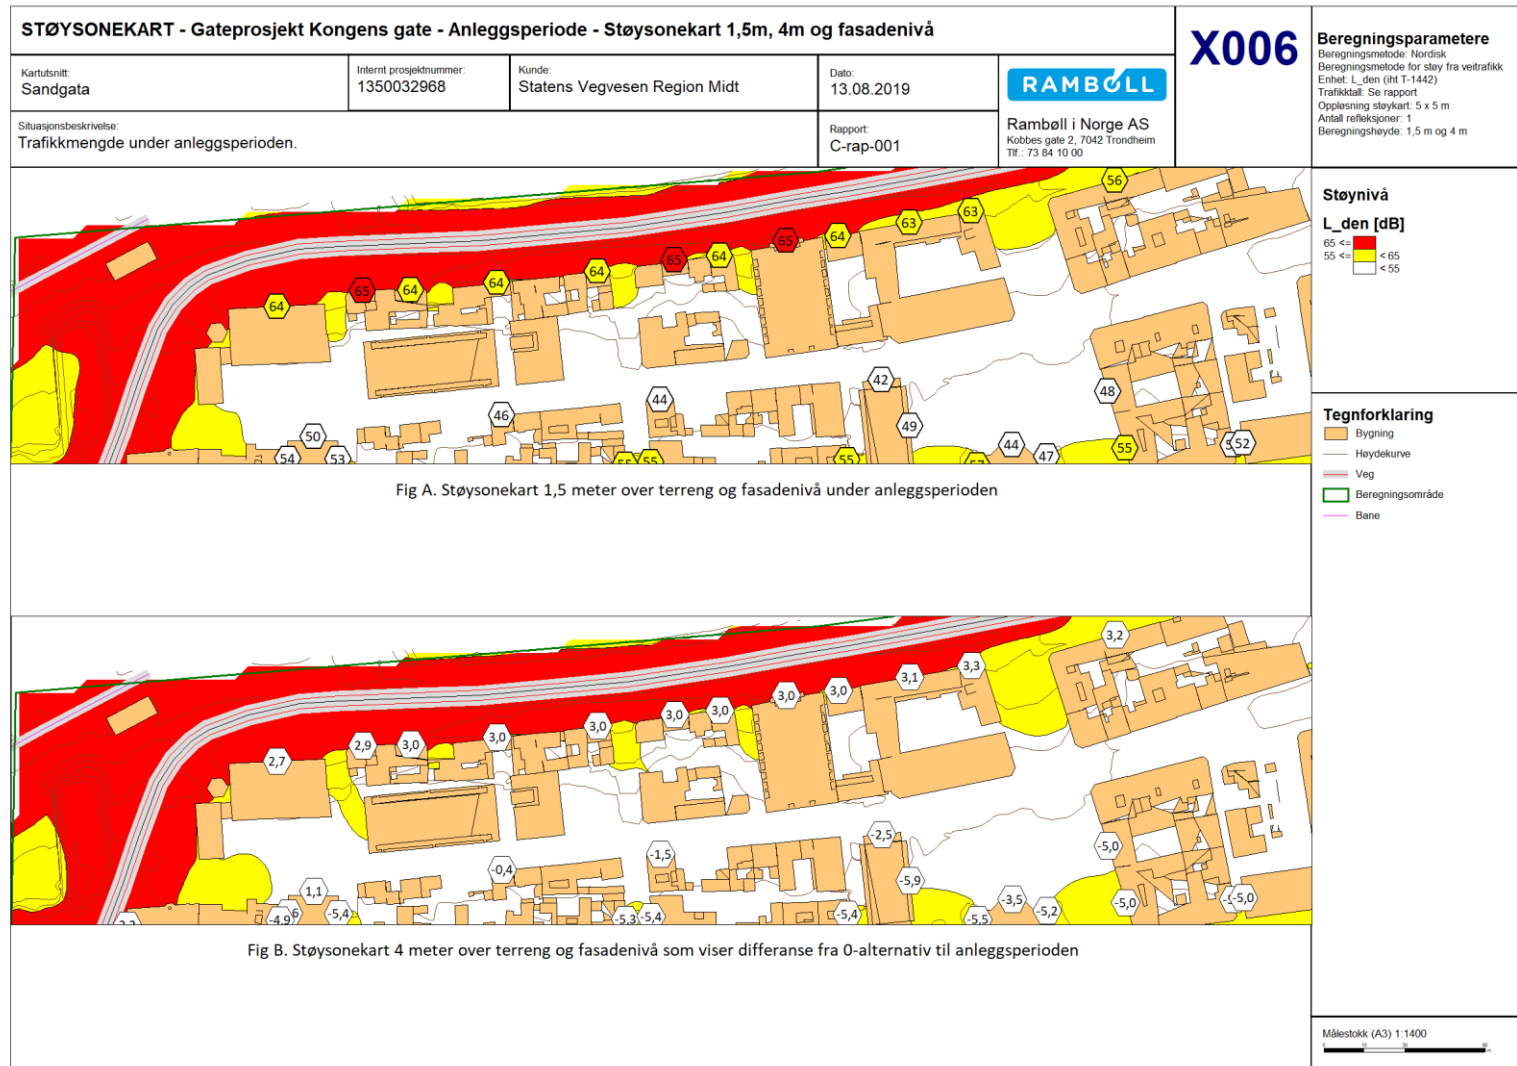 STØYSONEKART - Gateprosjekt Kongens gate - Anleggsperiode - Støysonekart 1,5m, 4m og fasadenivå
Kartutsnitt:
Sandgata
Internt prosjektnummer:
1350032968
Kunde:
Statens Vegvesen Region Midt
Dato:
13.08.2019
Situasjonsbeskrivelse:
Trafikkmengde under anleggsperioden.
Rapport:
C-rap-001
RAMBOLL
Rambøll i Norge AS
Kobbes gate 2, 7042 Trondheim
Tlf.: 73 84 10 00
X006
Beregningsparametere
Beregningsmetode: Nordisk
Beregningsmetode for støy fra veitrafikk
Enhet: L_den (iht T-1442)
Trafikktall: Se rapport
Oppløsning støykart: 5 x 5 m
Antall refleksjoner: 1
Beregningshøyde: 1,5 m og 4 m
Støynivå
L_den [dB]
65 <=
55 <= < 65
< 55
Tegnforklaring
Bygning
Høydekurve
Veg
Beregningsområde
Bane
56
63
63
64
65
64
65
64
64
64
65
64
42
44
48
46
49
50
54
53
55
55
55
44
47
55
52
Fig A. Støysonekart 1,5 meter over terreng og fasadenivå under anleggsperioden
3,2
3,3
3,1
3,0
3,0
3,0
3,0
3,0
3,0
3,0
2,9
2,7
-2,5
-1,5
-5,0
-0,4
-5,9
1,1
-4,9
-5,4
-5,3
-5,4
-5,4
-5,5
-3,5
-5,2
-5,0
-5,0
Fig B. Støysonekart 4 meter over terreng og fasadenivå som viser differanse fra 0-alternativ til anleggsperioden
Målestokk (A3) 1:1400